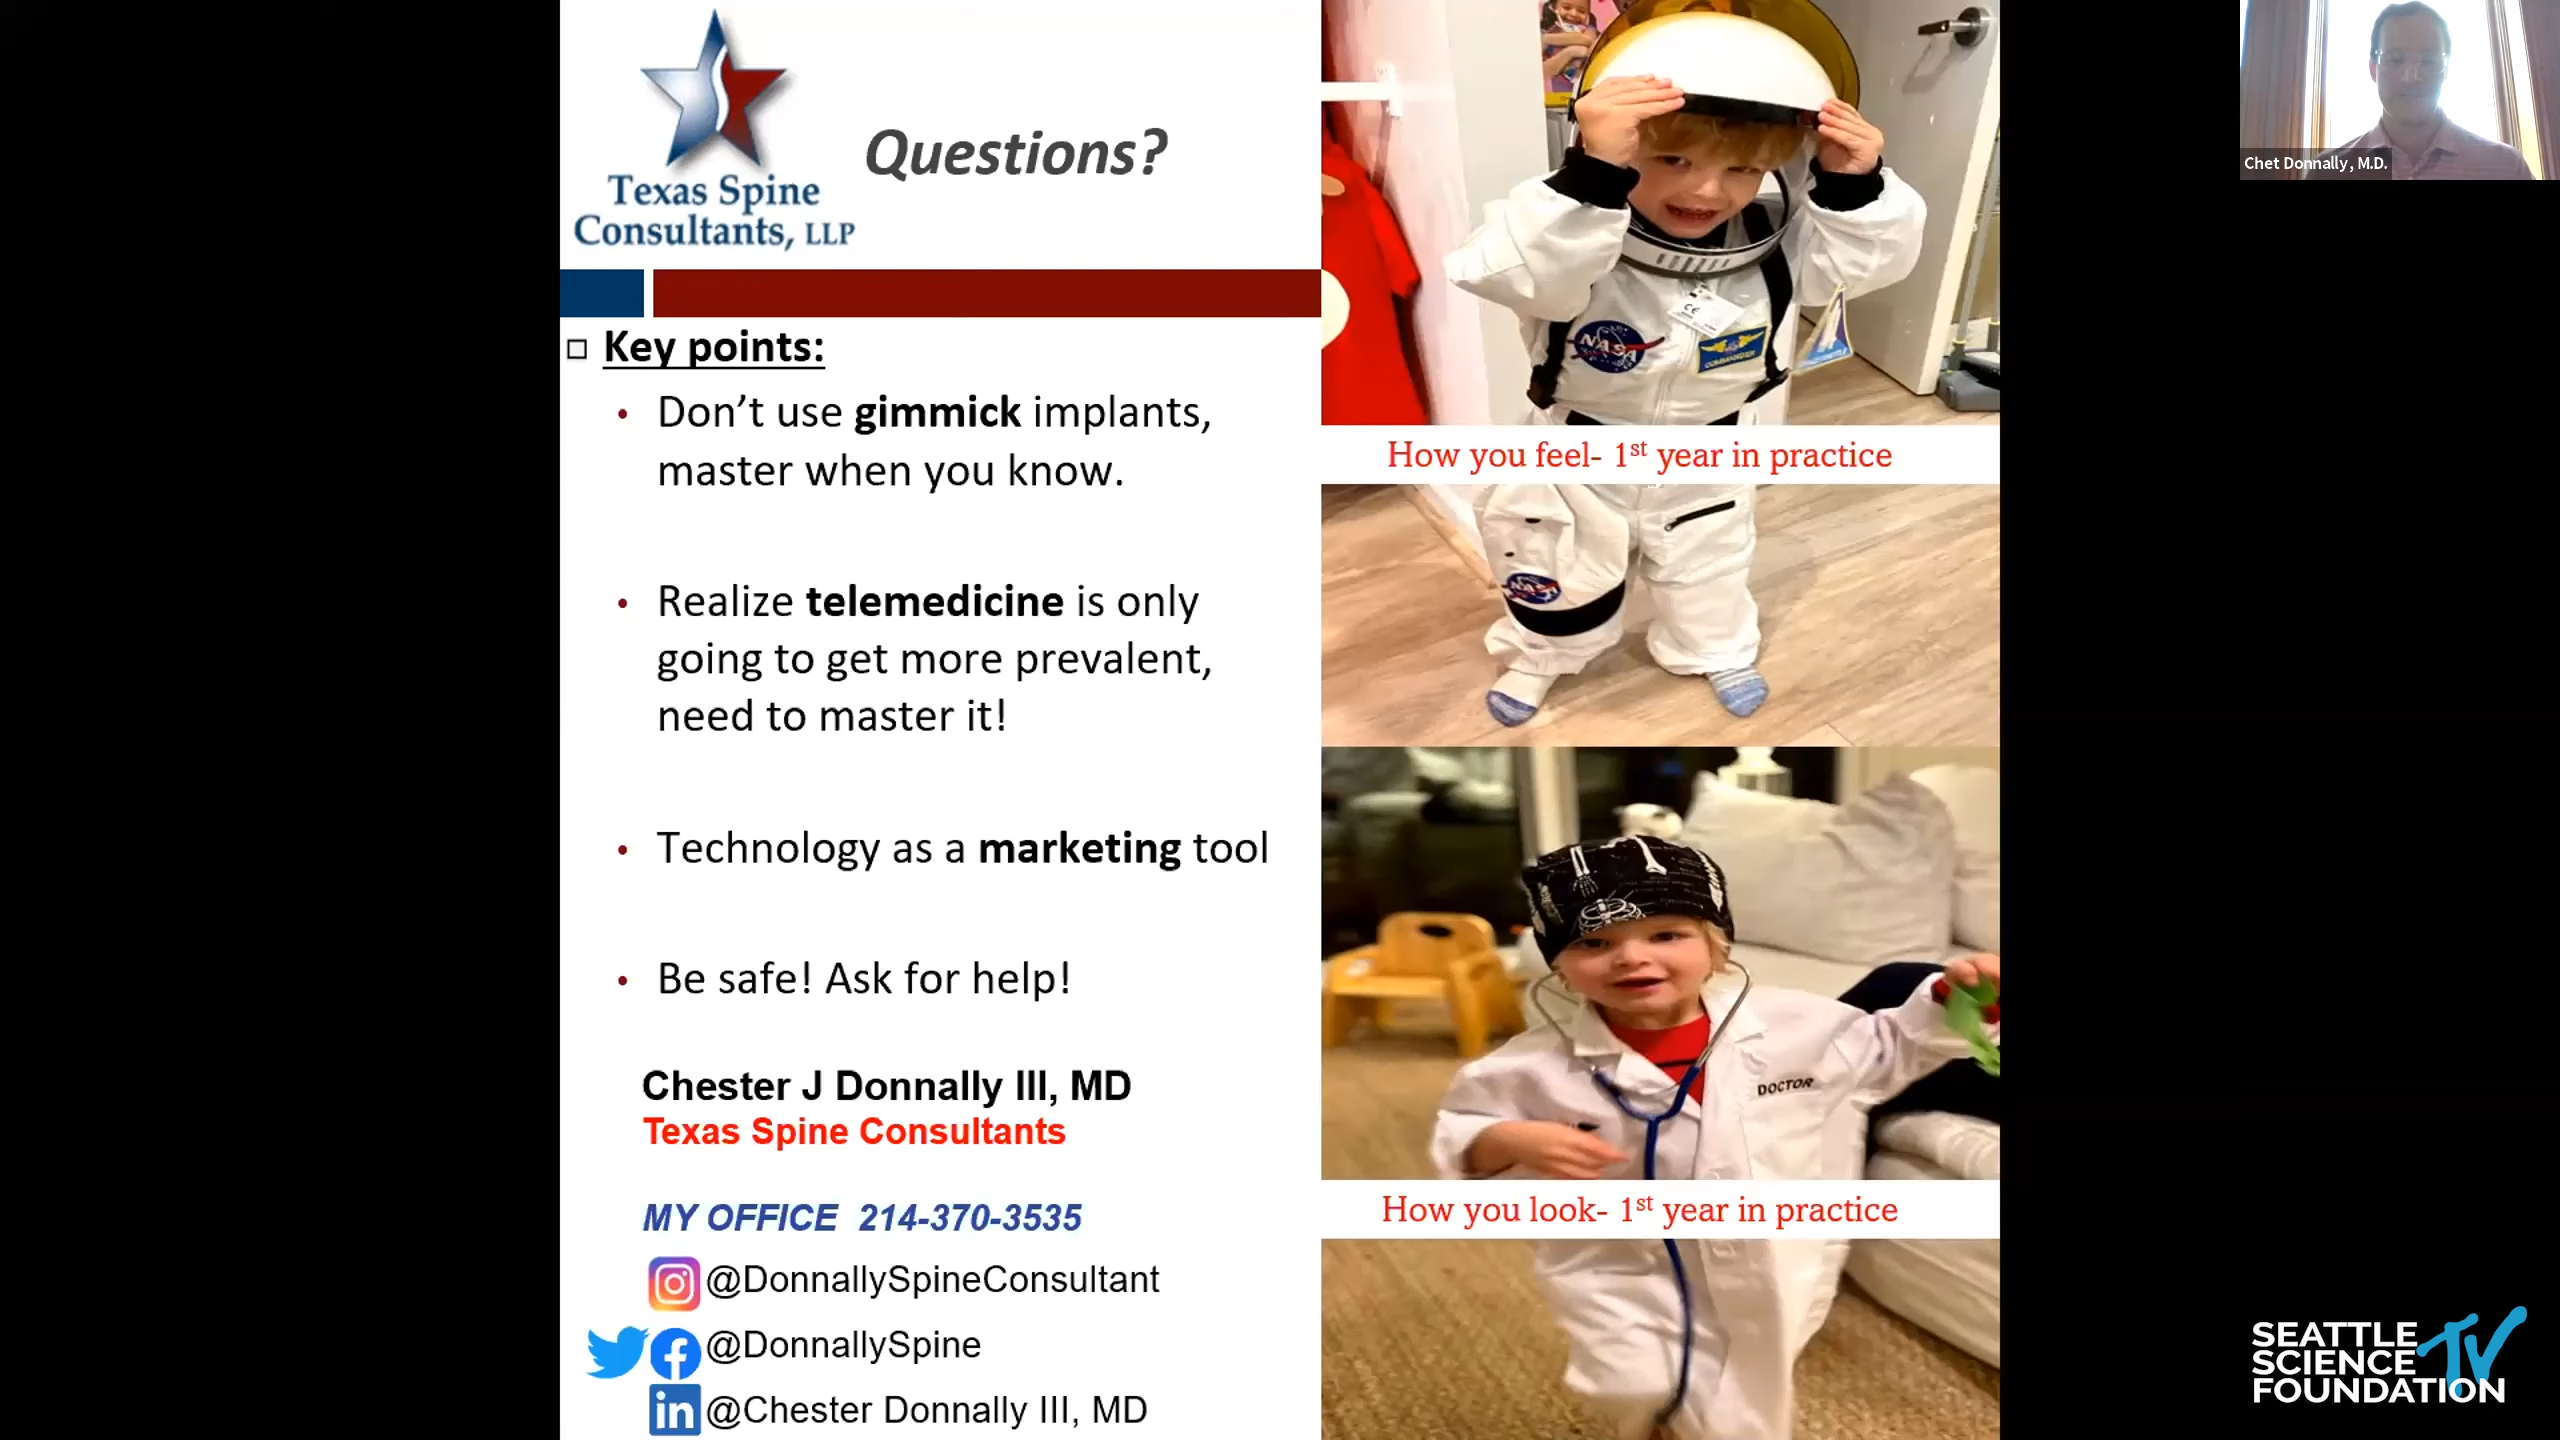 Texas Spine
Consultants, LLP
Questions?
Key points:
• Don’t use gimmick implants,
master when you know.
• Realize telemedicine is only
going to get more prevalent,
need to master it!
• Technology as a marketing tool
• Be safe! Ask for help!
Chester J Donnally III, MD
Texas Spine Consultants
MY OFFICE 214-370-3535
@DonnallySpineConsultant
@DonnallySpine
in @Chester Donnally III, MD
NASA
COMMANDER
How you feel- 1st year in practice
NASA
DOCTOR
How you look- 1st year in practice
Chet Donnally, M.D.
SEATTLE
SCIENCE TV
FOUNDATION